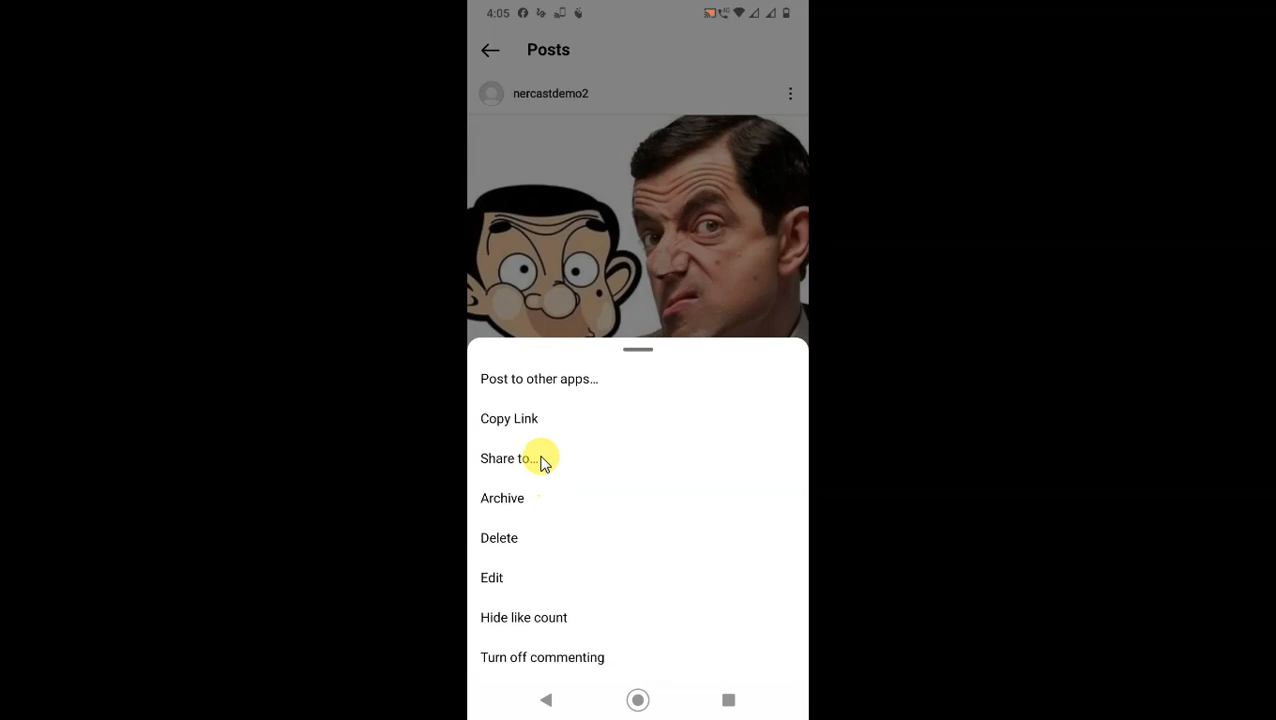 4:05
Posts
nercastdemo2
Post to other apps...
Copy Link
Share to...
Archive
Delete
Edit
Hide like count
Turn off commenting